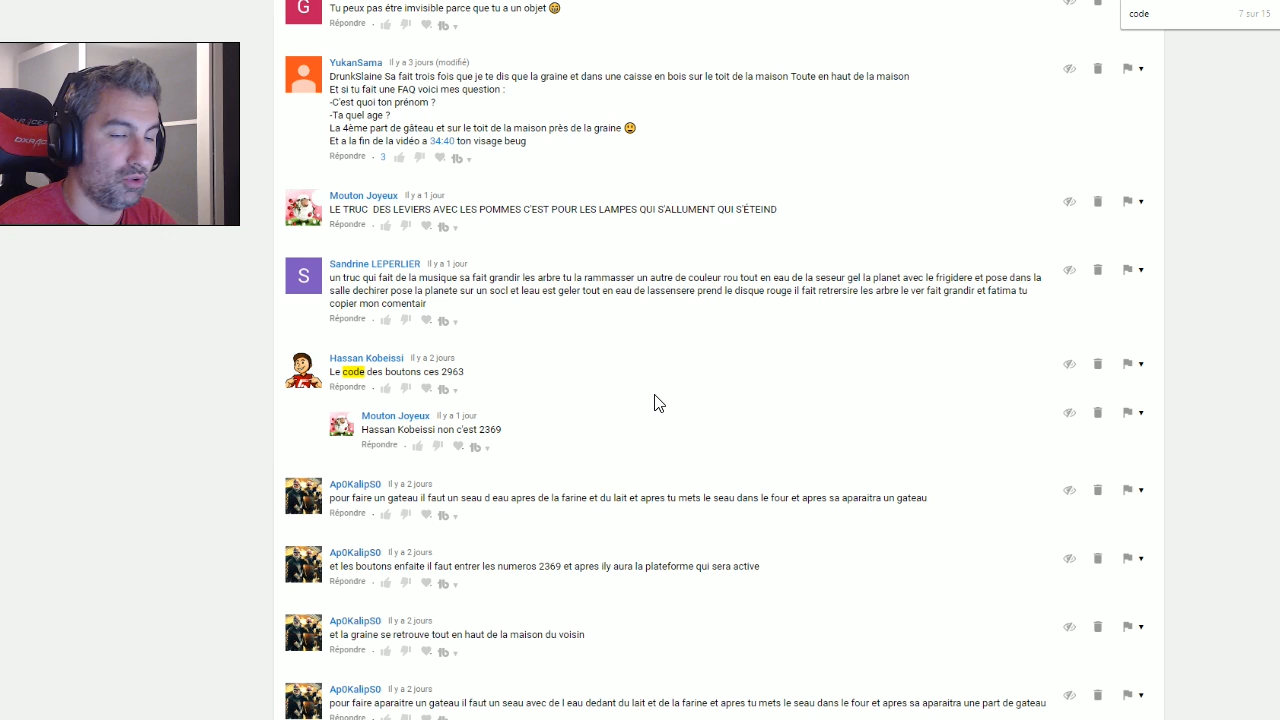 code 7 sur 15
G
Tu peux pas étre imvisible parce que tu a un objet
Répondre
YukanSama Il y a 3 jours (modifié)
DrunkSlaine Sa fait trois fois que je te dis que la graine et dans une caisse en bois sur le toit de la maison Toute en haut de la maison
Et si tu fait une FAQ voici mes question :
-C'est quoi ton prénom ?
-Ta quel age ?
La 4ème part de gâteau et sur le toit de la maison près de la graine
Et a la fin de la vidéo a 34:40 ton visage beug
Répondre · 3
Mouton Joyeux Il y a 1 jour
LE TRUC DES LEVIERS AVEC LES POMMES C'EST POUR LES LAMPES QUI S'ALLUMENT QUI S'ÉTEIND
Répondre
S
Sandrine LEPERLIER Il y a 1 jour
un truc qui fait de la musique sa fait grandir les arbre tu la rammasser un autre de couleur rou tout en eau de la seseur gel la planet avec le frigidere et pose dans la
salle dechirer pose la planete sur un socl et leau est geler tout en eau de lassensere prend le disque rouge il fait retrersire les arbre le ver fait grandir et fatima tu
copier mon comentair
Répondre
Hassan Kobeissi Il y a 2 jours
Le code des boutons ces 2963
Répondre
Mouton Joyeux Il y a 1 jour
Hassan Kobeissi non c'est 2369
Répondre
Ap0KalipS0 Il y a 2 jours
pour faire un gateau il faut un seau d eau apres de la farine et du lait et apres tu mets le seau dans le four et apres sa aparaitra un gateau
Répondre
Ap0KalipS0 Il y a 2 jours
et les boutons enfaite il faut entrer les numeros 2369 et apres ily aura la plateforme qui sera active
Répondre
Ap0KalipS0 Il y a 2 jours
et la graine se retrouve tout en haut de la maison du voisin
Répondre
Ap0KalipS0 Il y a 2 jours
pour faire aparaitre un gateau il faut un seau avec de l eau dedant du lait et de la farine et apres tu mets le seau dans le four et apres sa aparaitra une part de gateau
Répondre